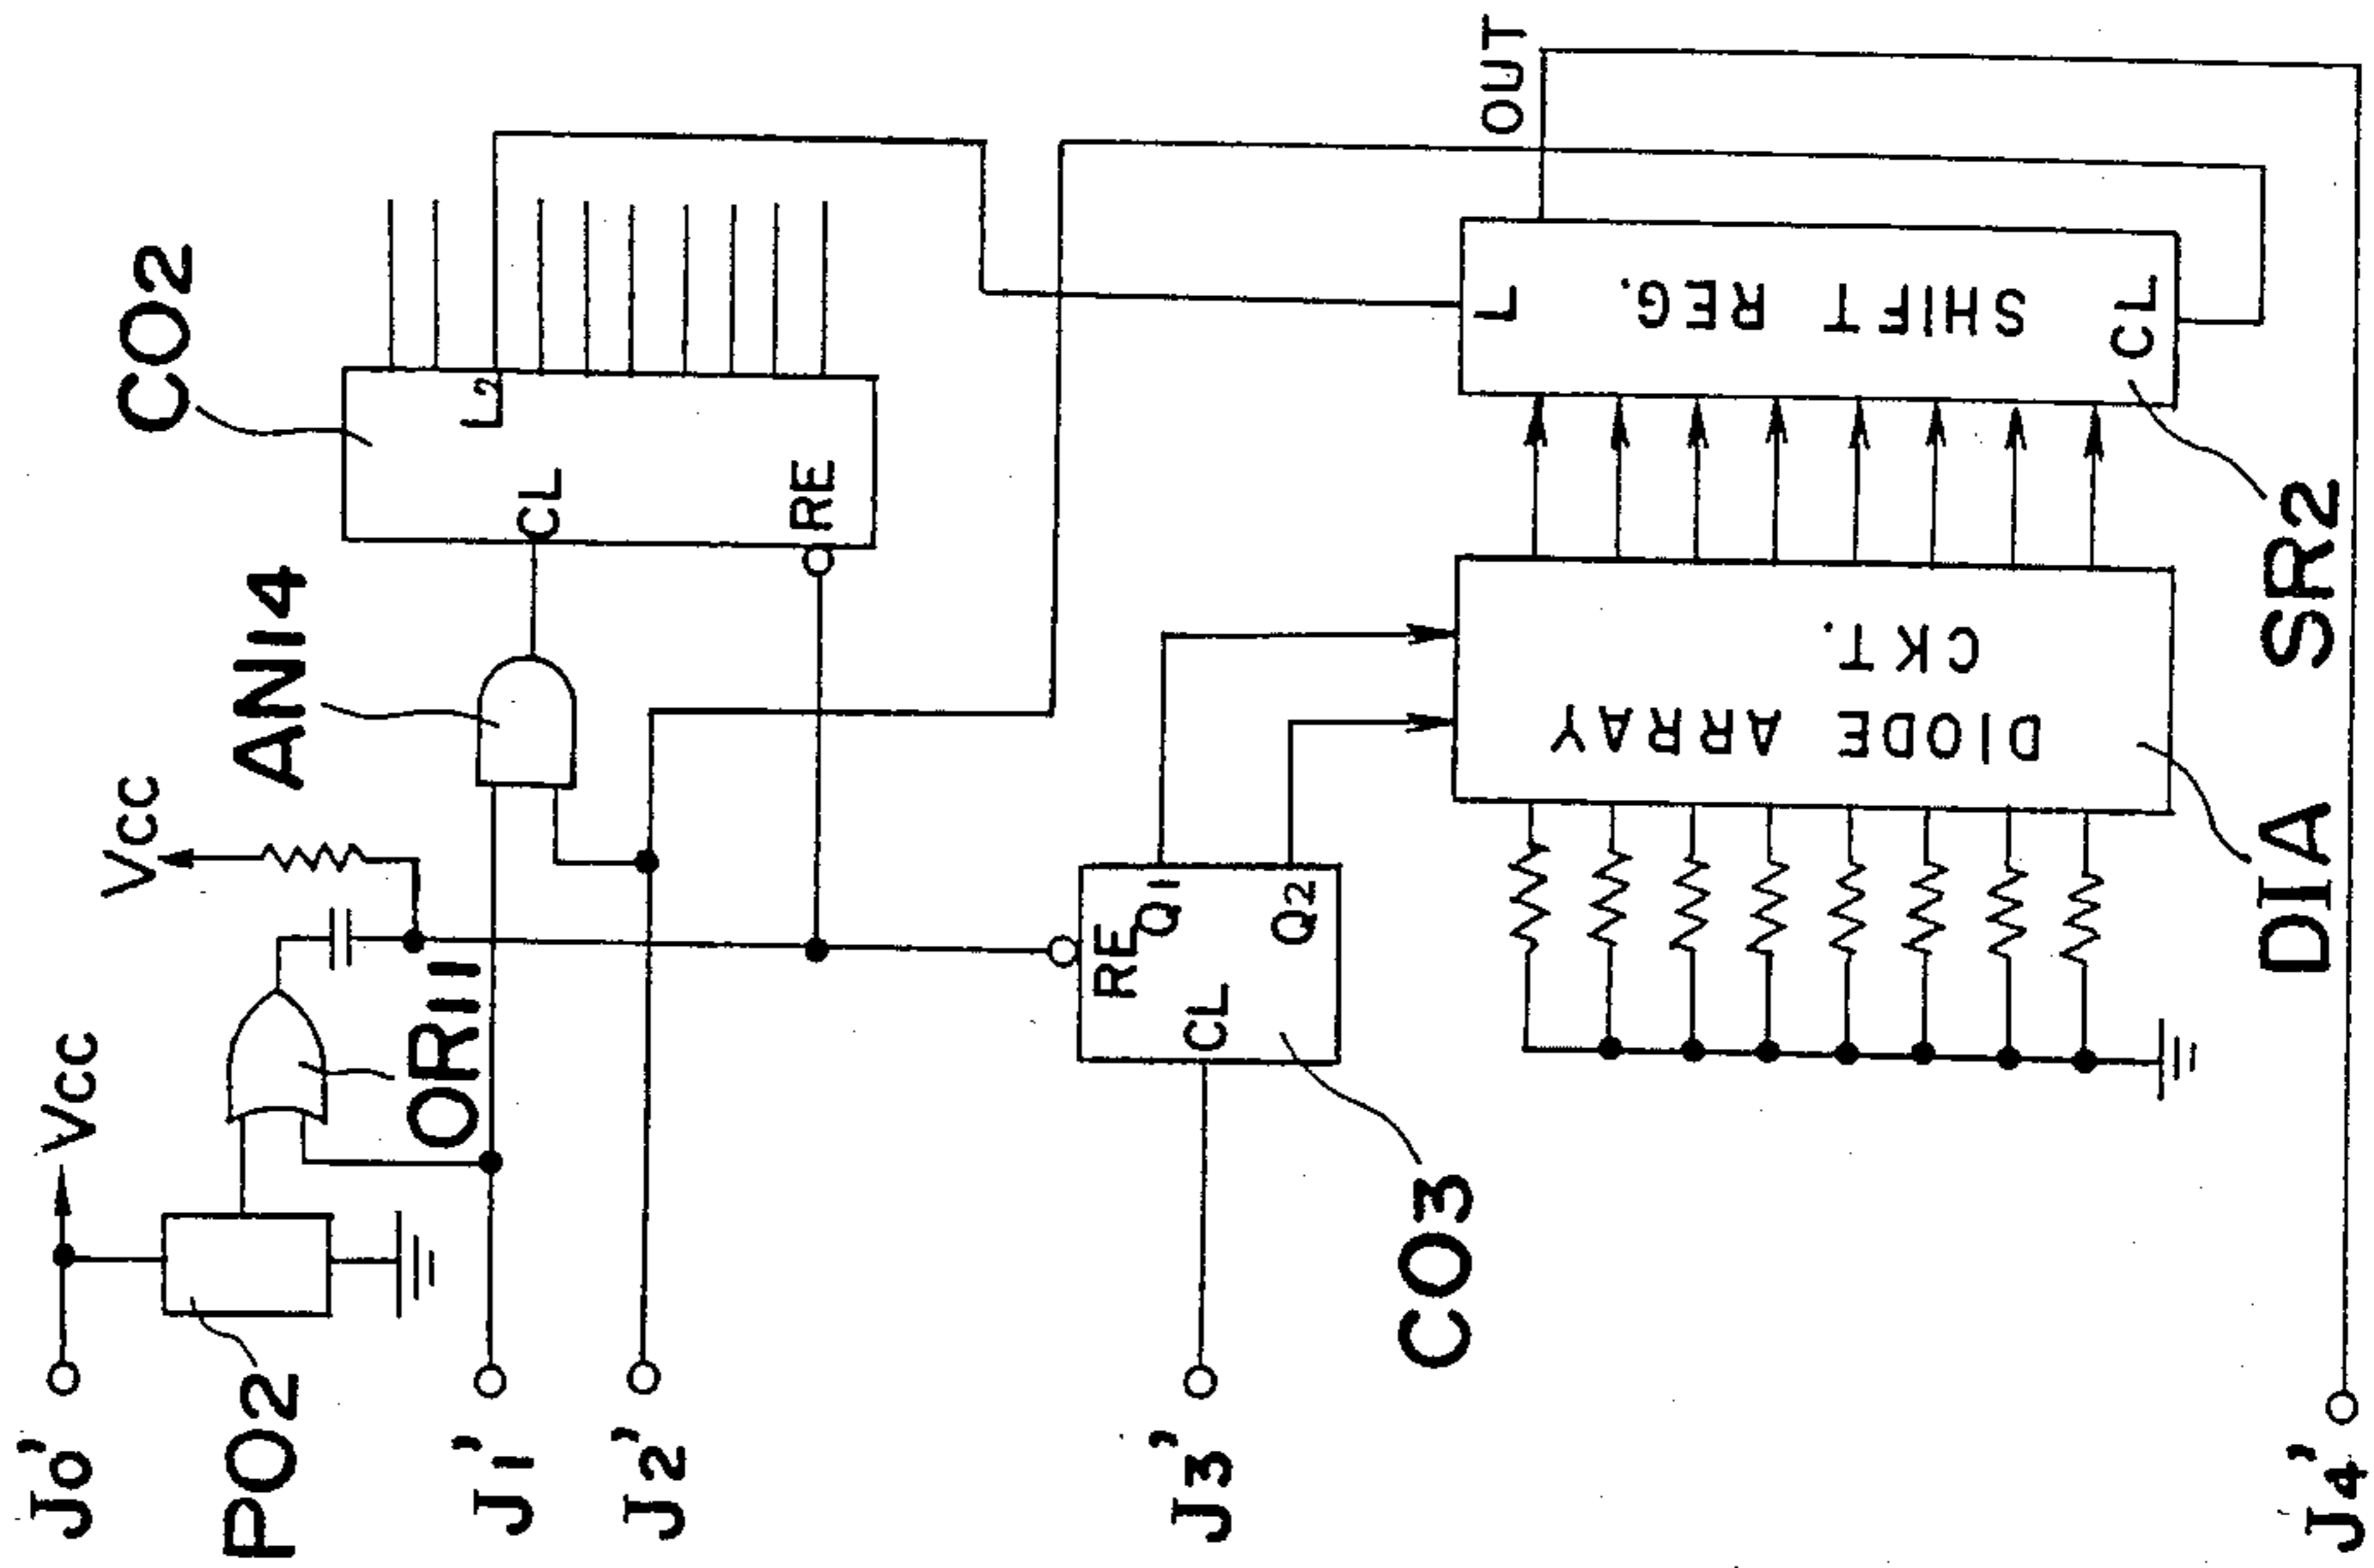 J0'
Vcc
PO2
OR11
Vcc
J1'
AN14
CO2
L2
CL
RE
J2'
J3'
RE
Q1
CL
Q2
CO3
DIODE ARRAY
CKT.
DIA
L
SHIFT REG.
CL
OUT
SR2
J4'